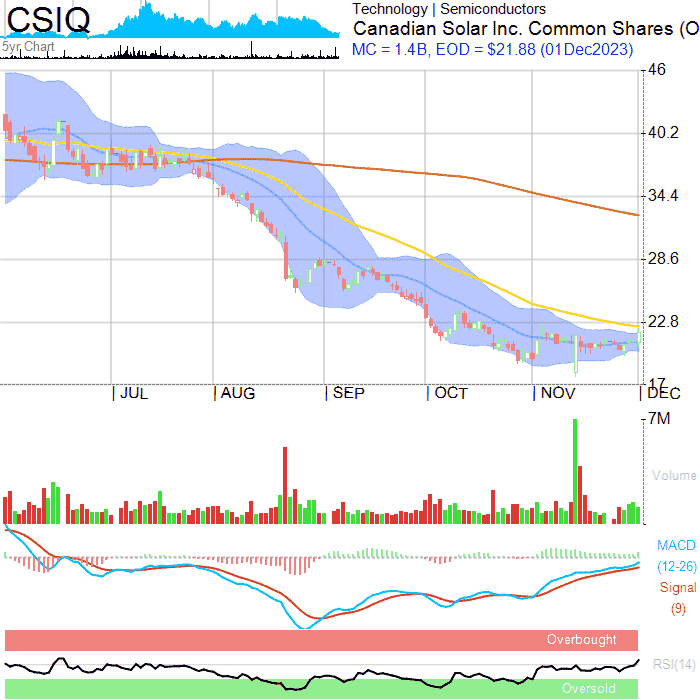 CSIQ
5yr Chart
Technology | Semiconductors
Canadian Solar Inc. Common Shares (O
MC = 1.4B, EOD = $21.88 (01Dec2023)
46
40.2
34.4
28.6
22.8
17
JUL
AUG
SEP
OCT
NOV
DEC
7M
Volume
MACD
(12-26)
Signal
(9)
Overbought
RSI(14)
Oversold